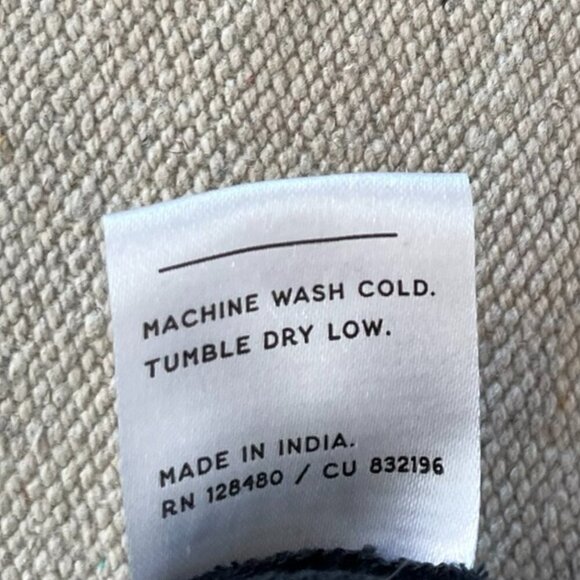 MACHINE WASH COLD.
TUMBLE DRY LOW.
MADE IN INDIA.
RN 128480 / CU 832196